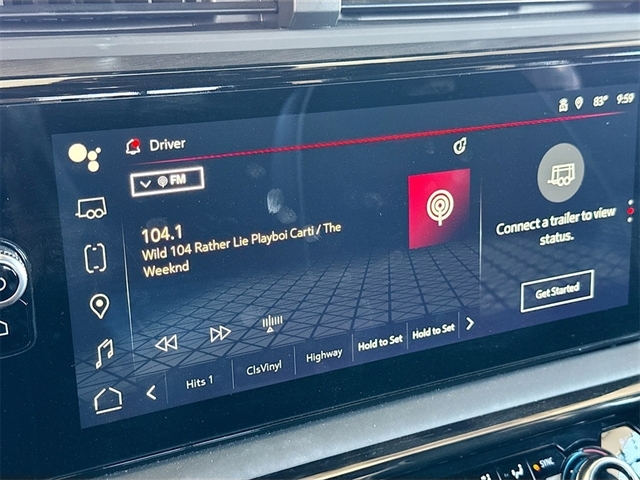 83° 9:59
Driver
FM
104.1
Wild 104 Rather Lie Playboi Carti / The
Weeknd
Connect a trailer to view
status.
Get Started
Hits 1 ClsVinyl Highway Hold to Set Hold to Set
SYNC